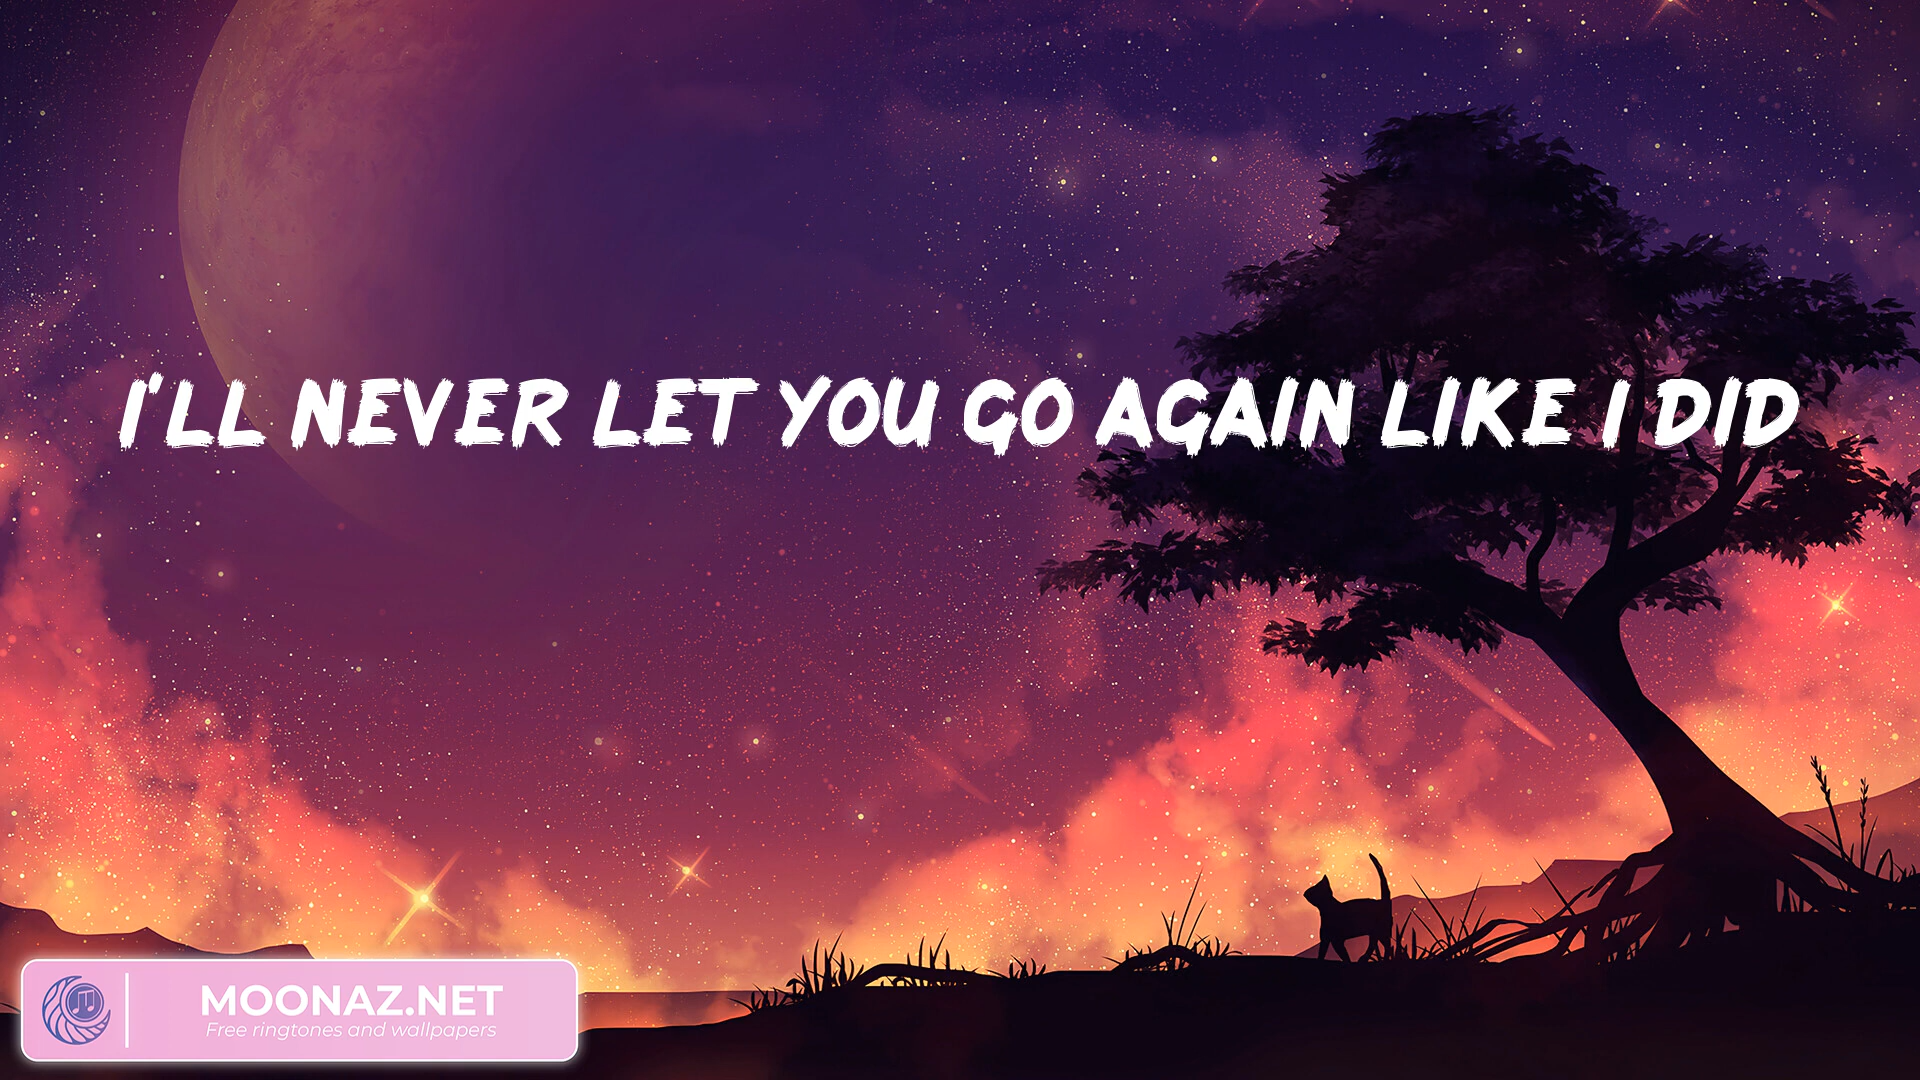 I'LL NEVER LET YOU GO AGAIN LIKE I DID
MOONAZ.NET
Free ringtones and wallpapers